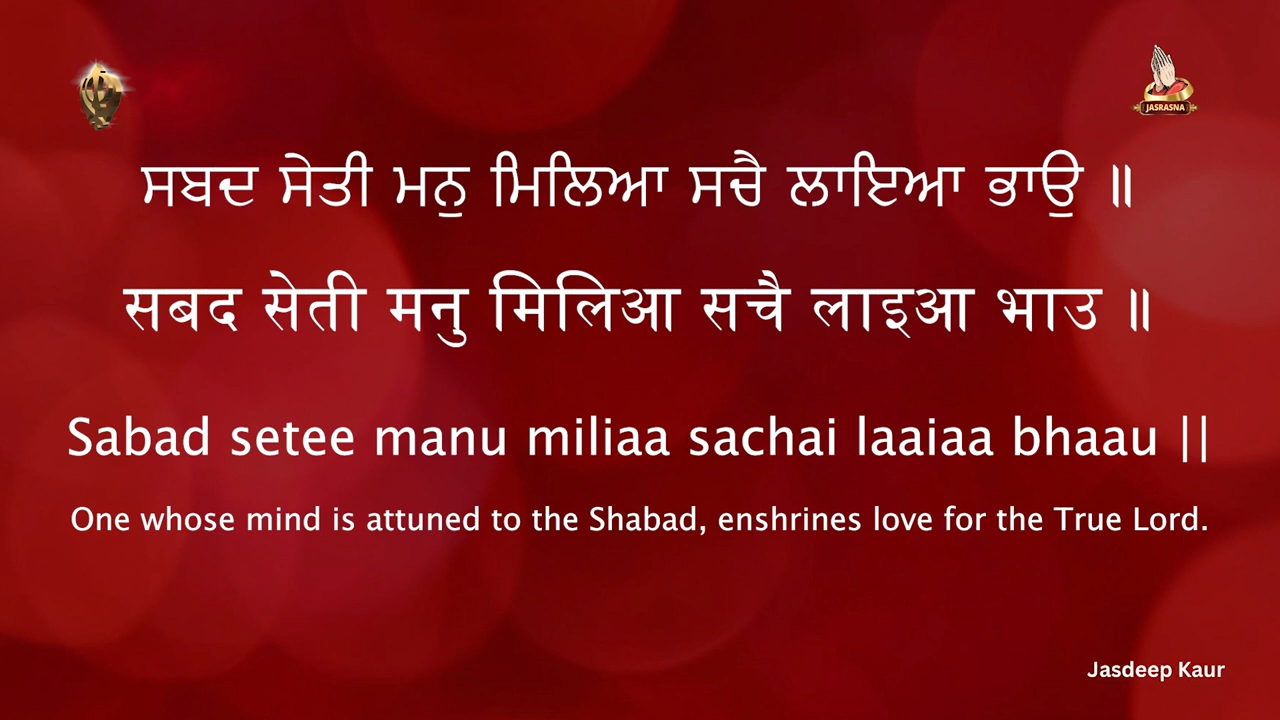 JASRASNA
ਸਬਦ ਸੇਤੀ ਮਨੁ ਮਿਲਿਆ ਸਚੈ ਲਾਇਆ ਭਾਉ ॥
सबद सेती मनु मिलिआ सचै लाइआ भाउ ॥
Sabad setee manu miliaa sachai laaiaa bhaau ||
One whose mind is attuned to the Shabad, enshrines love for the True Lord.
Jasdeep Kaur